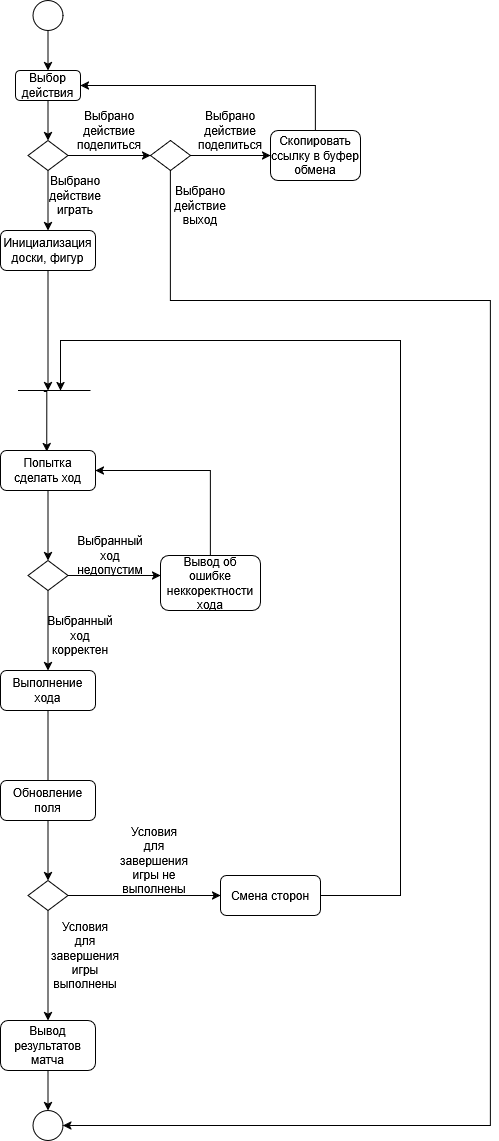 Выбор
действия
Выбрано
действие
поделиться
Выбрано
действие
поделиться
Скопировать
ссылку в буфер
обмена
Выбрано
действие
играть
Выбрано
действие
выход
Инициализация
доски, фигур
Попытка
сделать ход
Выбранный
ход
недопустим
Вывод об
ошибке
неккоректности
хода
Выбранный
ход
корректен
Выполнение
хода
Обновление
поля
Условия
для
завершения
игры не
выполнены
Смена сторон
Условия
для
завершения
игры
выполнены
Вывод
результатов
матча